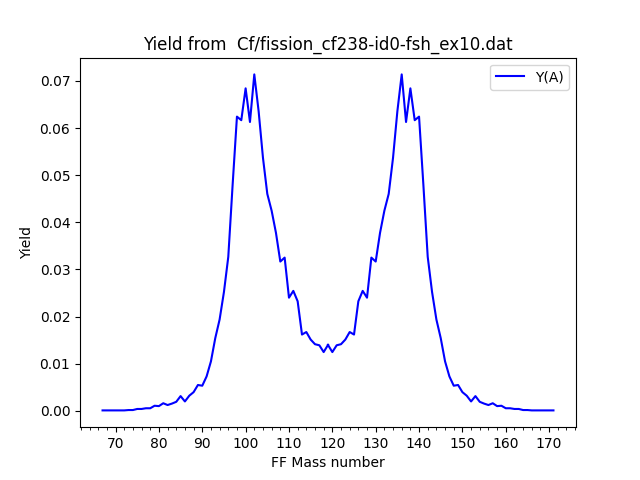 Yield from  Cf/fission_cf238-id0-fsh_ex10.dat
Y(A)
0.07
0.06
0.05
0.04
0.03
0.02
0.01
0.00
Yield
70 80 90 100 110 120 130 140 150 160 170
FF Mass number